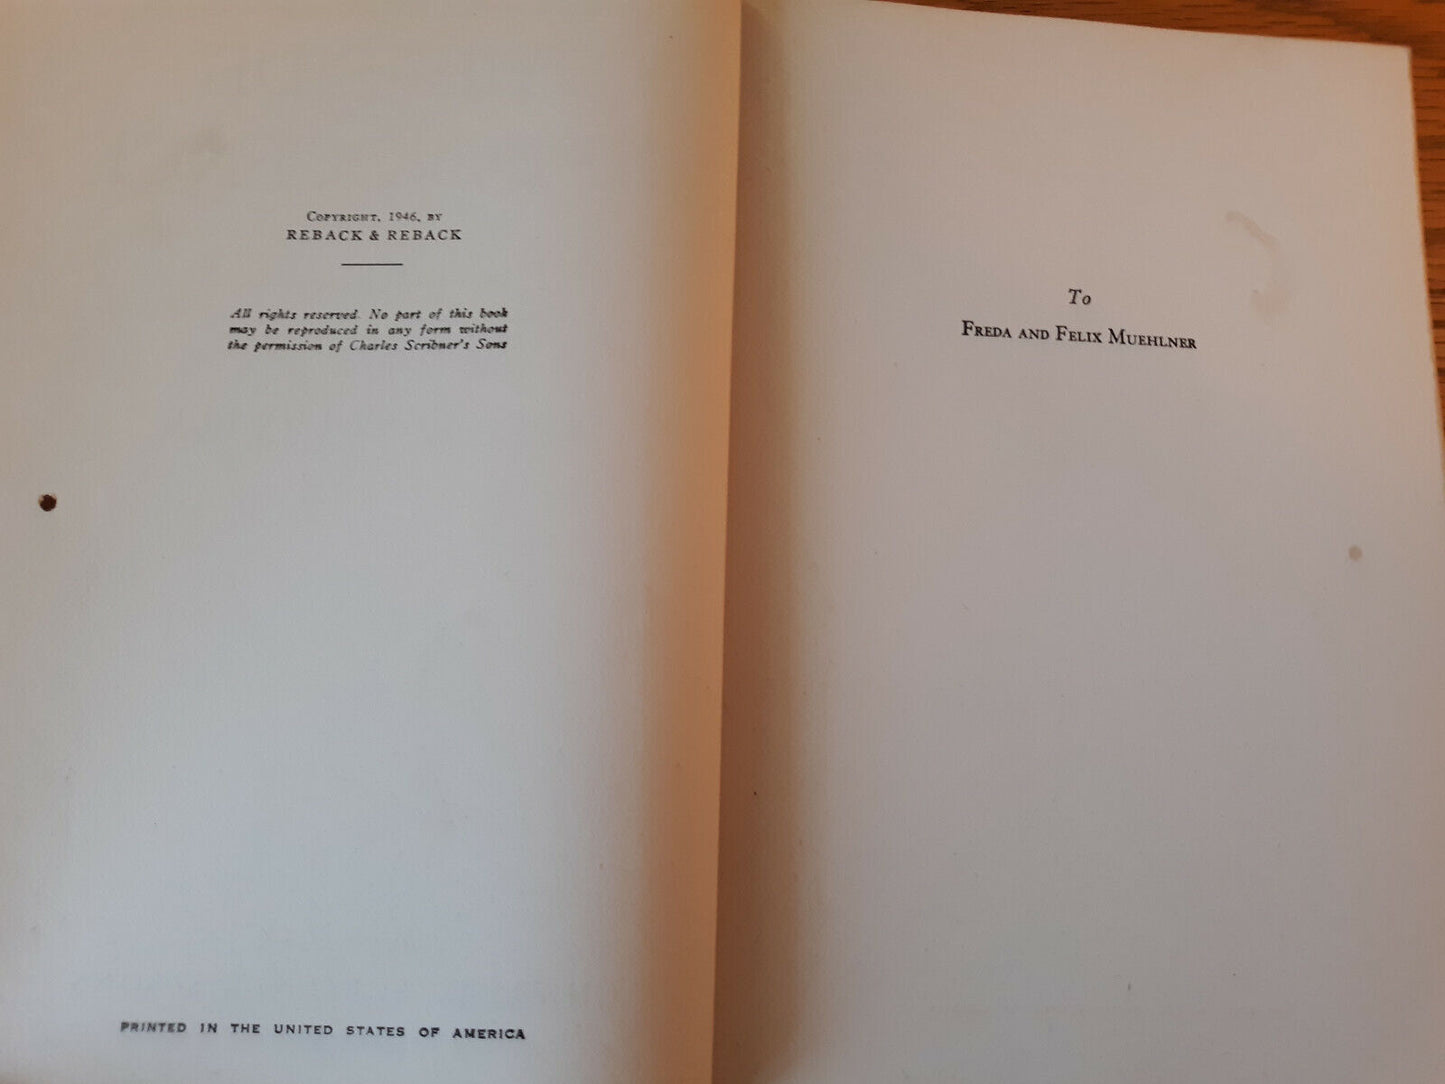 Copyright, 1946, by
REBACK & REBACK
All rights reserved. No part of this book
may be reproduced in any form without
the permission of Charles Scribner's Sons
PRINTED IN THE UNITED STATES OF AMERICA
To
Freda and Felix Muehlner